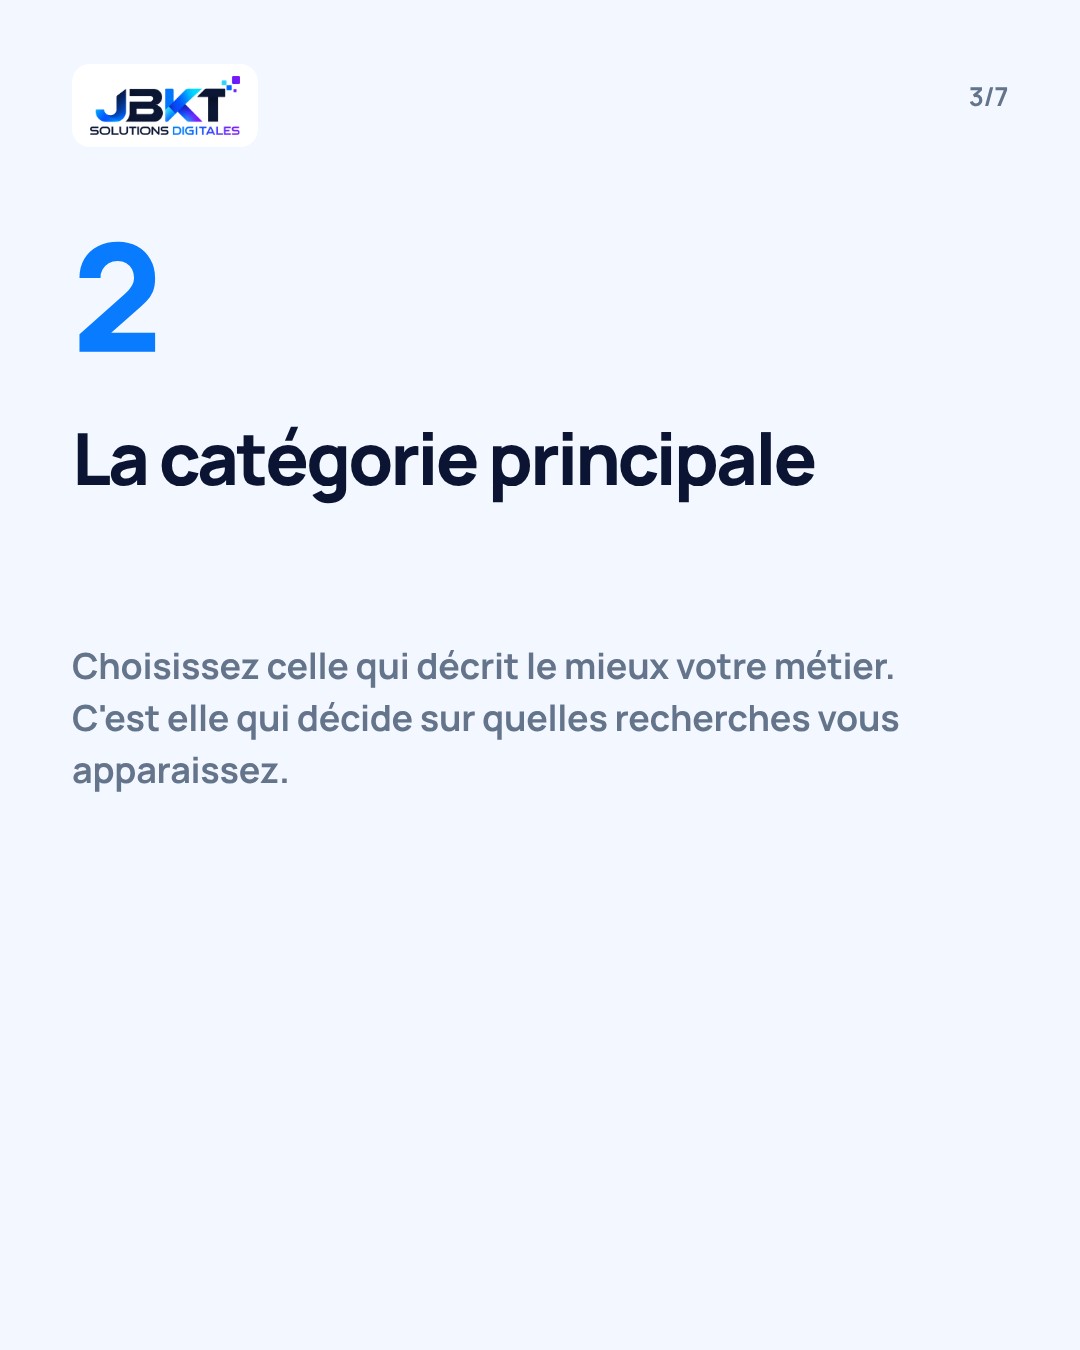 JBKT
SOLUTIONS DIGITALES
3/7
2
La catégorie principale
Choisissez celle qui décrit le mieux votre métier.
C'est elle qui décide sur quelles recherches vous
apparaissez.